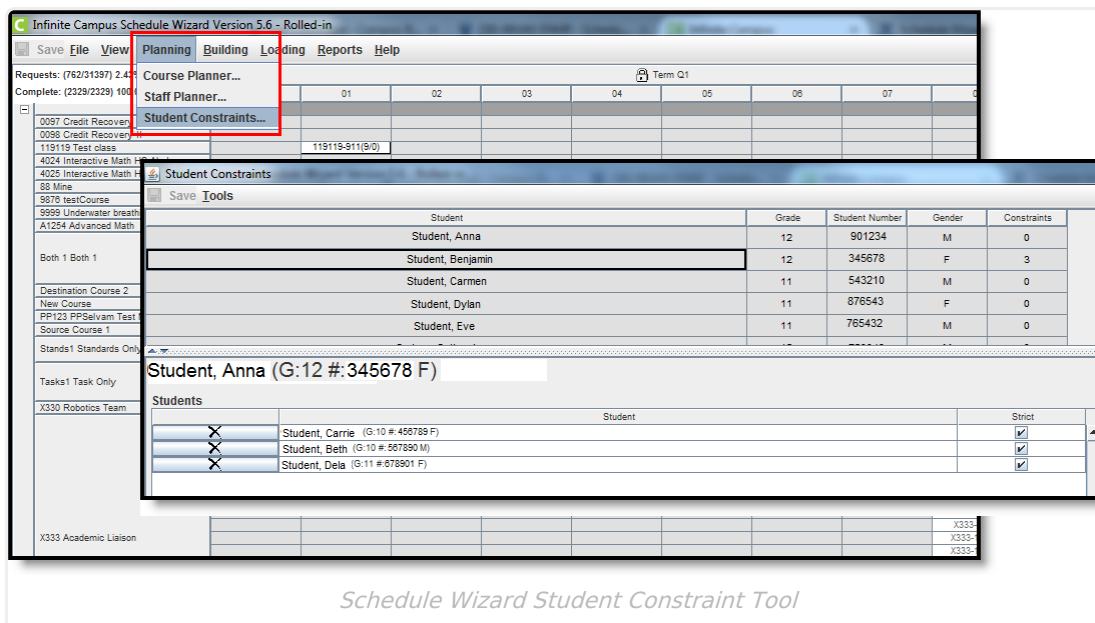 Infinite Campus Schedule Wizard Version 5.6 - Rolled-in
Save File View Planning Building Loading Reports Help
Requests: (762/31397) 2.43
Course Planner...
Term Q1
Complete: (2329/2329) 100
Staff Planner...
01 02 03 04 05 06 07
Student Constraints...
0097 Credit Recovery
0098 Credit Recovery
119119 Test class 119119-911(9/0)
4024 Interactive Math
4025 Interactive Math H
88 Mine
9876 testCourse
9999 Underwater breath
A1254 Advanced Math
Both 1 Both 1
Destination Course 2
New Course
PP123 PPSelvam Test
Source Course 1
Stands1 Standards Only
Tasks1 Task Only
X330 Robotics Team
X333 Academic Liaison
X333-
X333-1
X333-1
Student Constraints
Save Tools
Student Grade Student Number Gender Constraints
Student, Anna 12 901234 M 0
Student, Benjamin 12 345678 F 3
Student, Carmen 11 543210 M 0
Student, Dylan 11 876543 F 0
Student, Eve 11 765432 M 0
Student, Anna (G:12 #:345678 F)
Students
Student Strict
Student, Carrie (G:10 #:456789 F)
Student, Beth (G:10 #:567890 M)
Student, Dela (G:11 #:678901 F)
Schedule Wizard Student Constraint Tool